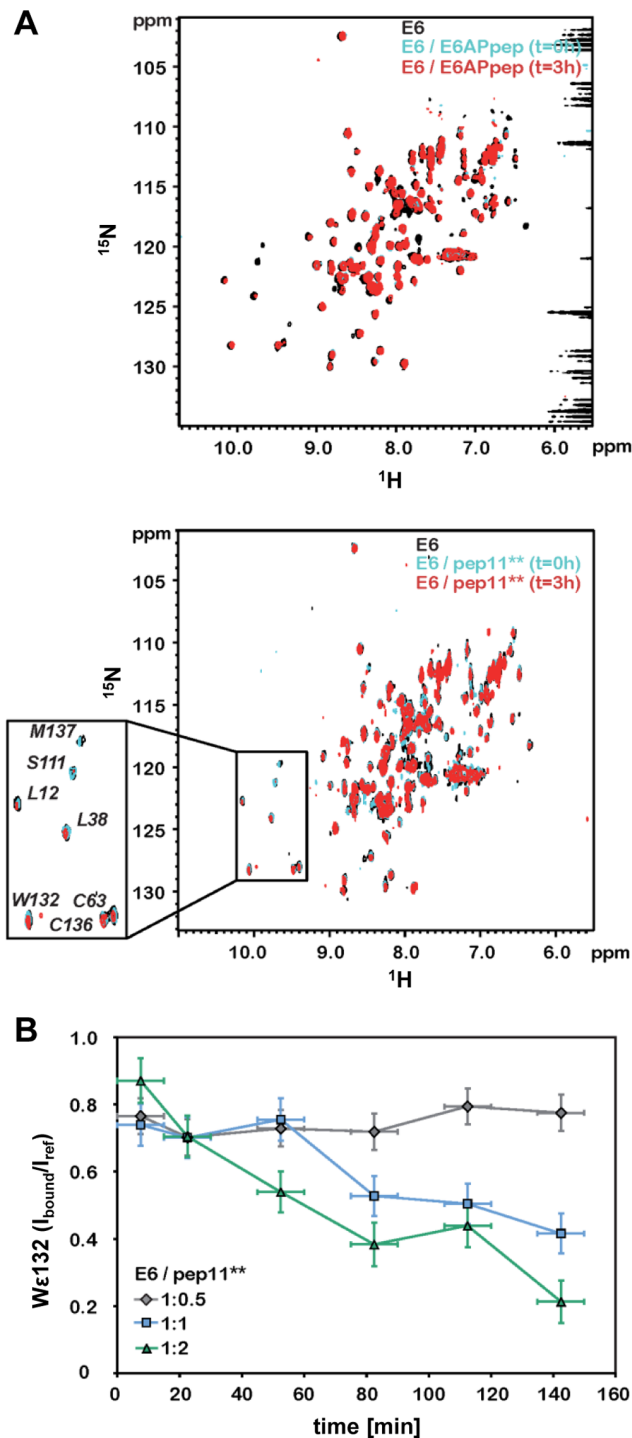 A
ppm
E6
E6 / E6APpep (t=0h)
E6 / E6APpep (t=3h)
105
110
115
120
125
130
15N
10.0 9.0 8.0 7.0 6.0 ppm
1H
ppm
E6
E6 / pep11** (t=0h)
E6 / pep11** (t=3h)
105
110
115
120
125
130
15N
M137
S111
L12
L38
W132 C63
C136
10.0 9.0 8.0 7.0 6.0 ppm
1H
B
1.0
0.8
0.6
0.4
0.2
0
Wε132 (Ibound/Iref)
E6 / pep11**
1:0.5
1:1
1:2
0 20 40 60 80 100 120 140 160
time [min]